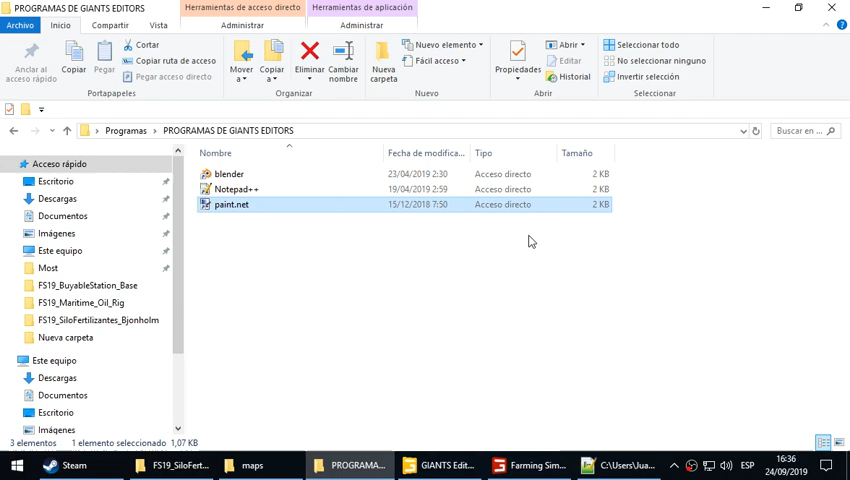 PROGRAMAS DE GIANTS EDITORS
Herramientas de acceso directo
Herramientas de aplicación
Archivo
Inicio
Compartir
Vista
Administrar
Administrar
Anclar al acceso rápido
Copiar
Pegar
Cortar
Copiar ruta de acceso
Pegar acceso directo
Portapapeles
Mover a
Copiar a
Eliminar
Cambiar nombre
Organizar
Nueva carpeta
Nuevo elemento
Fácil acceso
Nuevo
Propiedades
Abrir
Editar
Historial
Abrir
Seleccionar todo
No seleccionar ninguno
Invertir selección
Seleccionar
Programas > PROGRAMAS DE GIANTS EDITORS
Buscar en ...
Nombre Fecha de modifica... Tipo Tamaño
blender 23/04/2019 2:30 Acceso directo 2 KB
Notepad++ 19/04/2019 2:59 Acceso directo 2 KB
paint.net 15/12/2018 7:50 Acceso directo 2 KB
Acceso rápido
Escritorio
Descargas
Documentos
Imágenes
Este equipo
Most
FS19_BuyableStation_Base
FS19_Maritime_Oil_Rig
FS19_SiloFertilizantes_Bjonholm
Nueva carpeta
Este equipo
Descargas
Documentos
Escritorio
Imágenes
3 elementos 1 elemento seleccionado 1,07 KB
Steam
FS19_SiloFertiz...
maps
PROGRAMA...
GIANTS Edit...
Farming Sim...
C:\Users\Jua...
ESP
16:36
24/09/2019